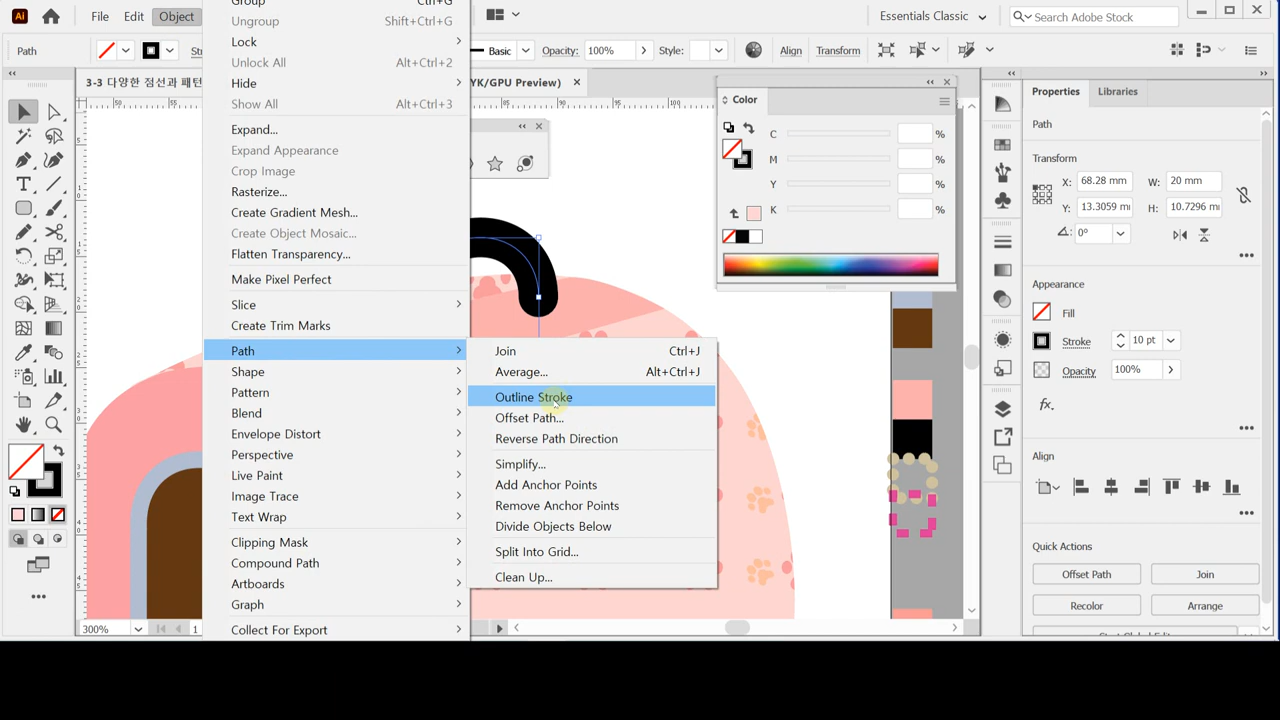 Ai File Edit Object Essentials Classic Search Adobe Stock
Path Basic Opacity: 100% Style: Align Transform
3-3 다양한 점선과 패턴
YK/GPU Preview)
Group Ctrl+G
Ungroup Shift+Ctrl+G
Lock
Unlock All Alt+Ctrl+2
Hide
Show All Alt+Ctrl+3
Expand...
Expand Appearance
Crop Image
Rasterize...
Create Gradient Mesh...
Create Object Mosaic...
Flatten Transparency...
Make Pixel Perfect
Slice
Create Trim Marks
Path
Shape
Pattern
Blend
Envelope Distort
Perspective
Live Paint
Image Trace
Text Wrap
Clipping Mask
Compound Path
Artboards
Graph
Collect For Export
Join Ctrl+J
Average... Alt+Ctrl+J
Outline Stroke
Offset Path...
Reverse Path Direction
Simplify...
Add Anchor Points
Remove Anchor Points
Divide Objects Below
Split Into Grid...
Clean Up...
Color
C %
M %
Y %
K %
Properties Libraries
Path
Transform
X: 68.28 mm W: 20 mm
Y: 13.3059 m H: 10.7296 m
0°
Appearance
Fill
Stroke 10 pt
Opacity 100%
fx.
Align
Quick Actions
Offset Path Join
Recolor Arrange
300% 1